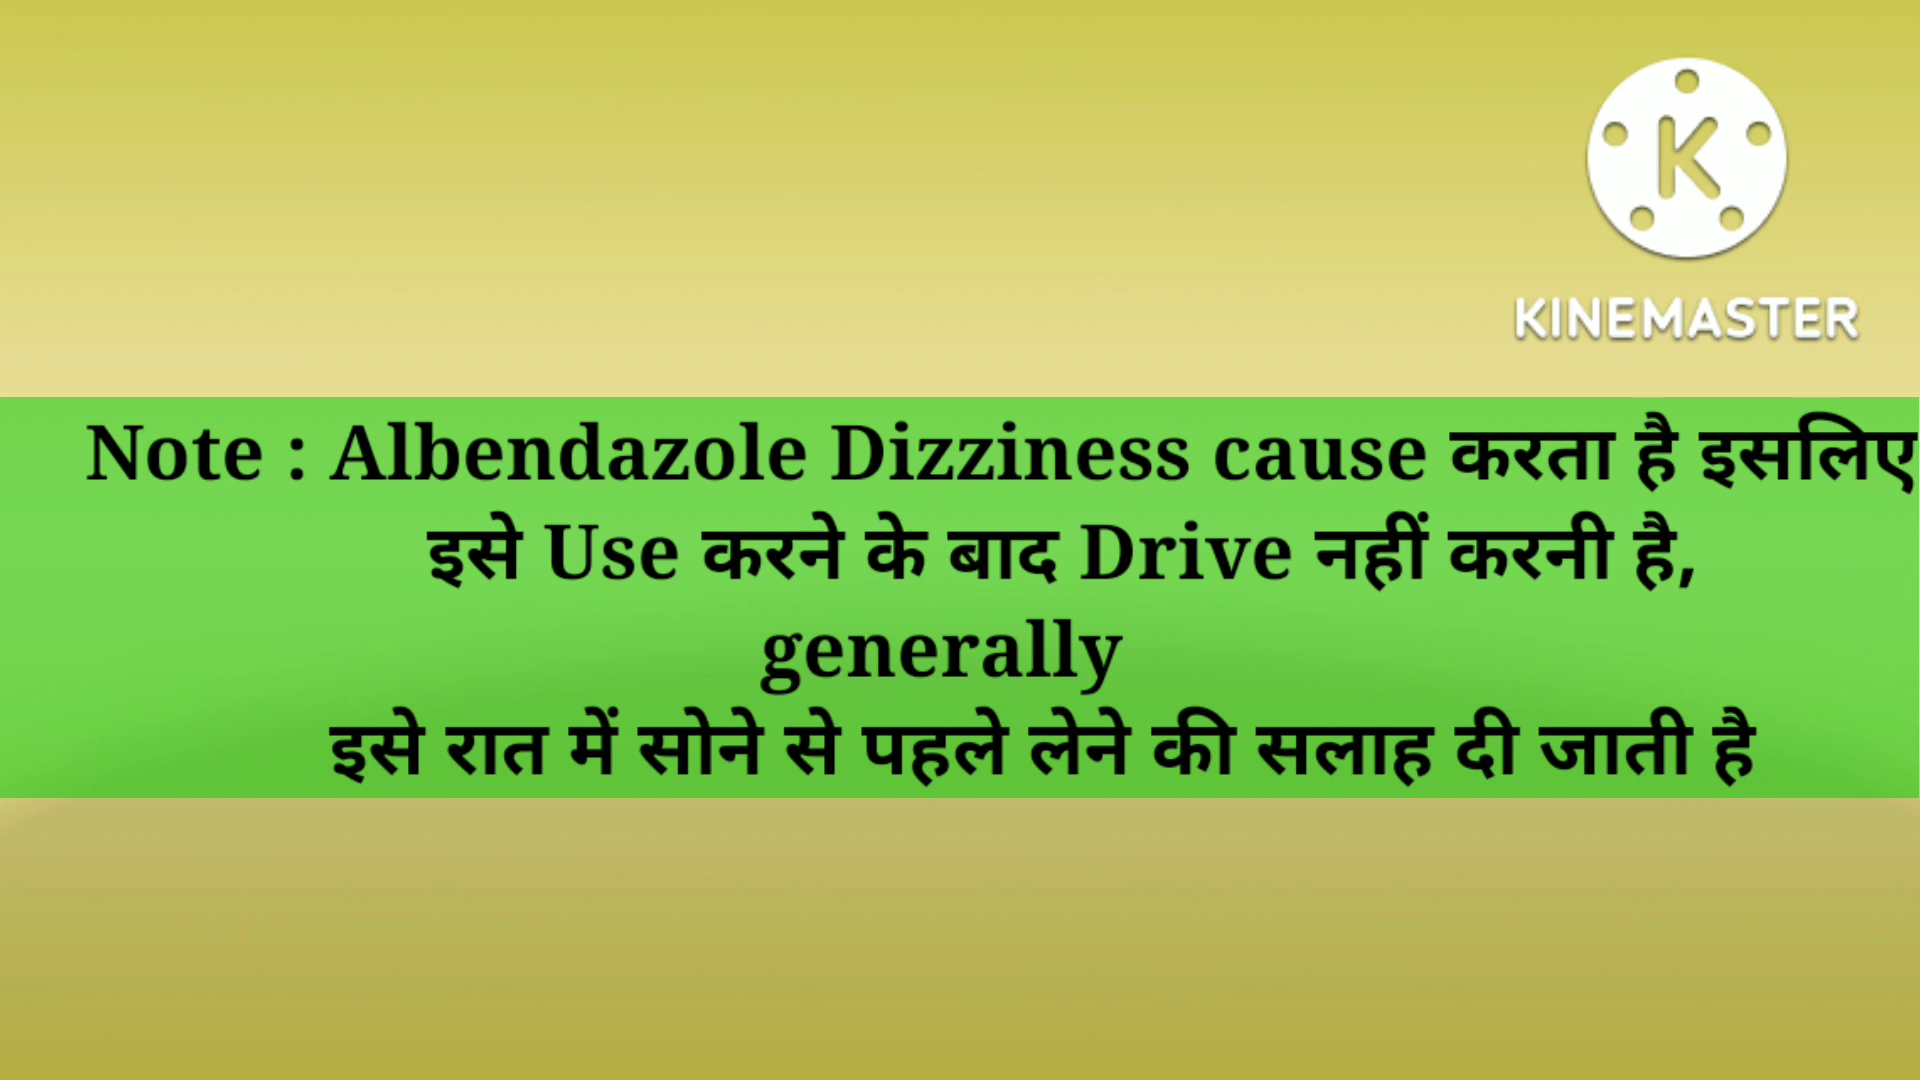 KINEMASTER
Note : Albendazole Dizziness cause करता है इसलिए
इसे Use करने के बाद Drive नहीं करनी है,
generally
इसे रात में सोने से पहले लेने की सलाह दी जाती है